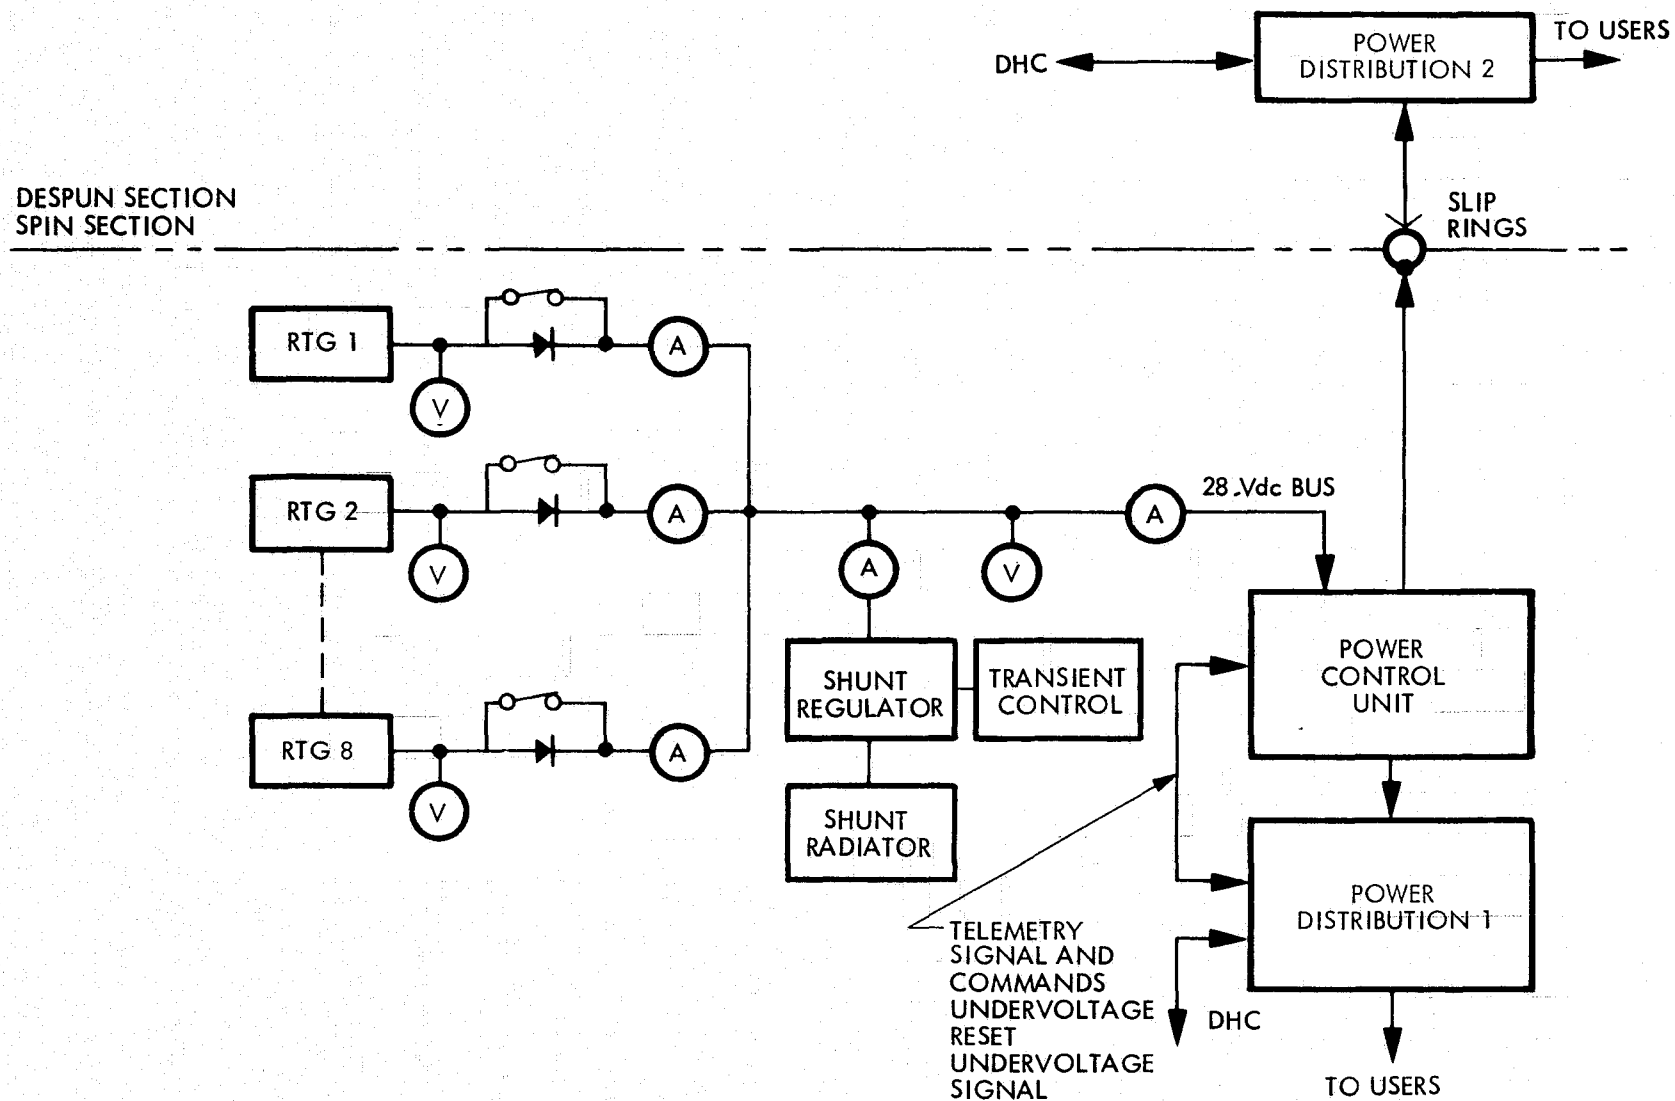 TO USERS
POWER
DISTRIBUTION 2
DHC
DESPUN SECTION
SPIN SECTION
SLIP
RINGS
RTG 1
A
V
28-Vdc BUS
RTG 2
A
A
V
A
V
POWER
CONTROL
UNIT
SHUNT
REGULATOR
TRANSIENT
CONTROL
RTG 8
A
V
SHUNT
RADIATOR
POWER
DISTRIBUTION 1
TELEMETRY
SIGNAL AND
COMMANDS
UNDERVOLTAGE
RESET
UNDERVOLTAGE
SIGNAL
DHC
TO USERS